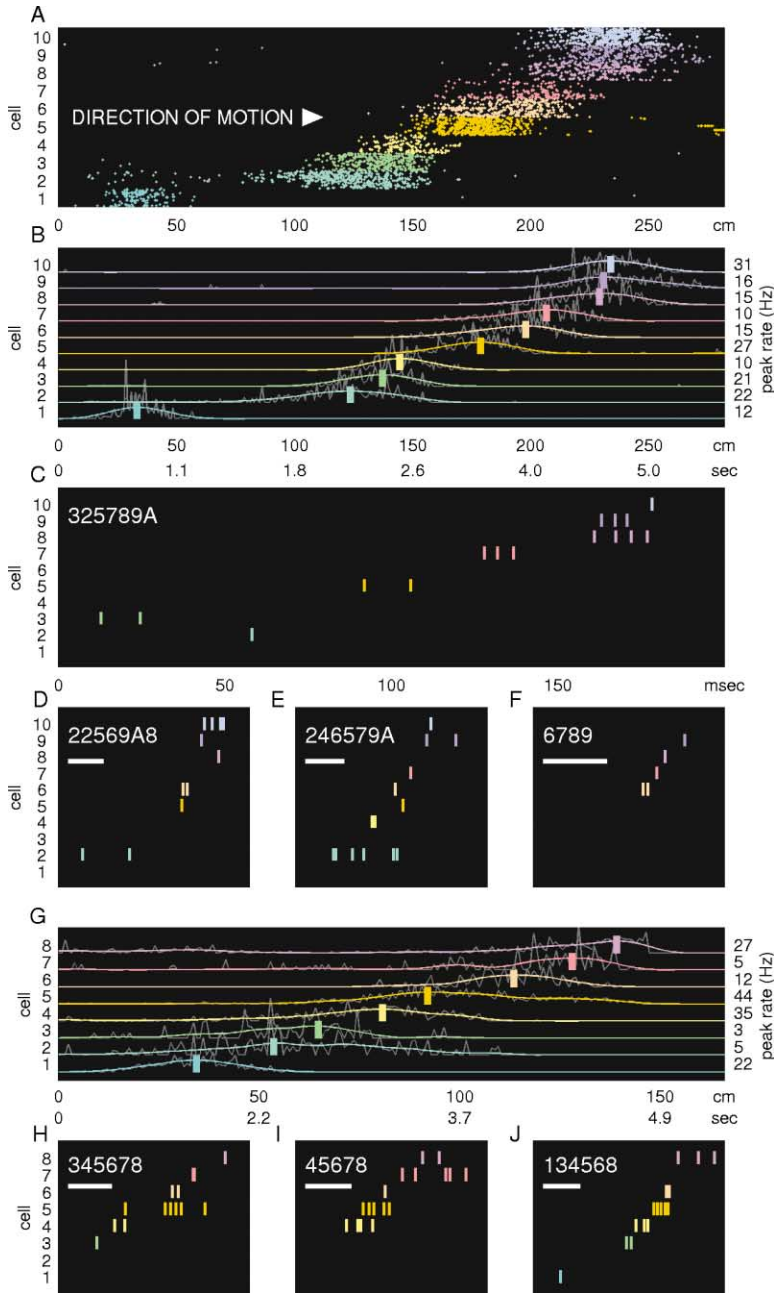 A
10
9
8
7
6
5
4
3
2
1
cell
DIRECTION OF MOTION
0 50 100 150 200 250 cm
B
10
9
8
7
6
5
4
3
2
1
cell
31
16
15
10
15
27
10
21
22
12
peak rate (Hz)
0 50 100 150 200 250 cm
0 1.1 1.8 2.6 4.0 5.0 sec
C
325789A
10
9
8
7
6
5
4
3
2
1
cell
0 50 100 150 msec
D
22569A8
10
9
8
7
6
5
4
3
2
1
cell
E
246579A
F
6789
G
8
7
6
5
4
3
2
1
cell
27
5
12
44
35
3
5
22
peak rate (Hz)
0 50 100 150 cm
0 2.2 3.7 4.9 sec
H
345678
8
7
6
5
4
3
2
1
cell
I
45678
J
134568